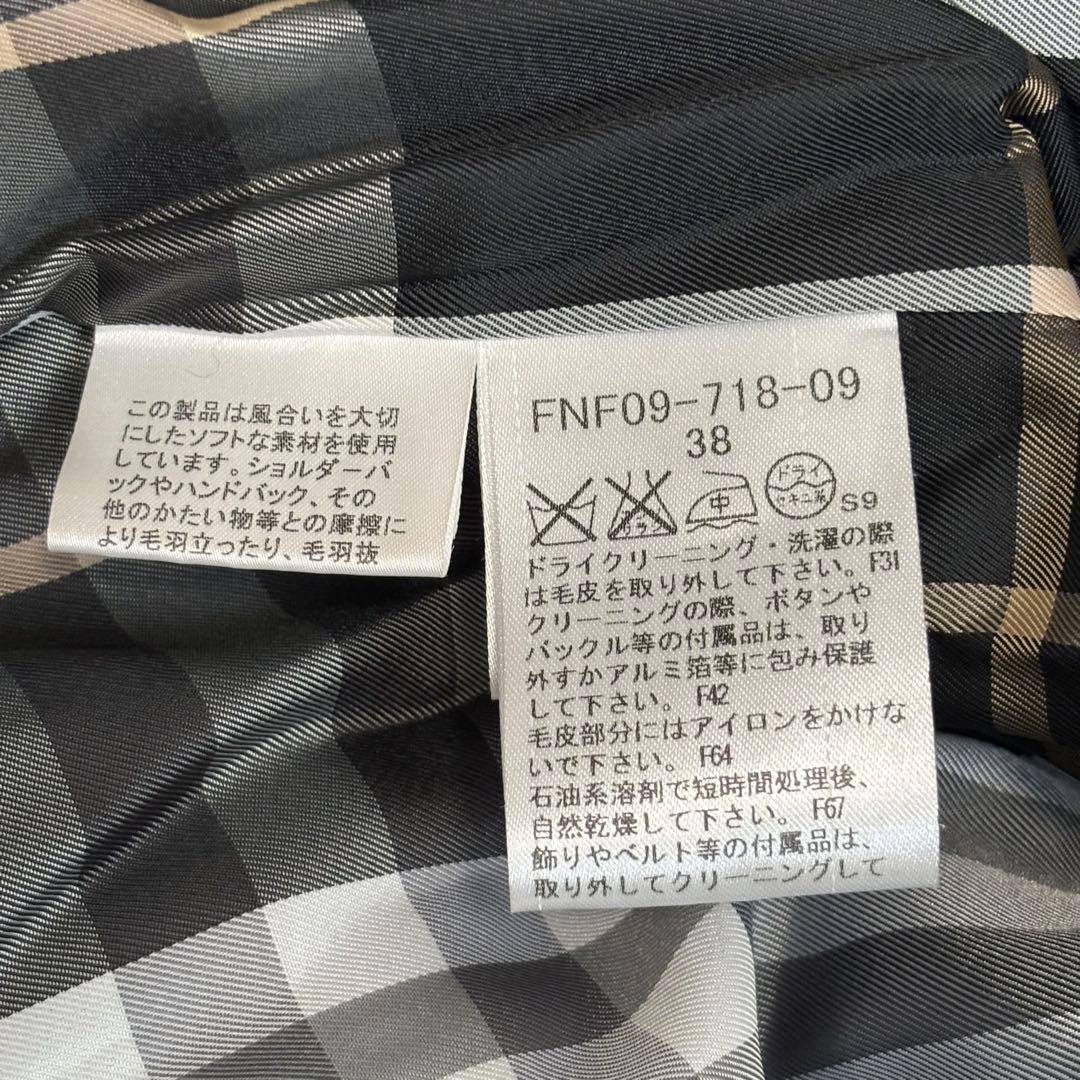 この製品は風合いを大切
にしたソフトな素材を使用
しています。ショルダーバ
ックやハンドバック、その
他のかたい物等との摩擦に
より毛羽立ったり、毛羽抜
FNF09-718-09
38
中
ドライ
セキユ系
S9
ドライクリーニング・洗濯の際
は毛皮を取り外して下さい。F31
クリーニングの際、ボタンや
バックル等の付属品は、取り
外すかアルミ箔等に包み保護
して下さい。 F42
毛皮部分にはアイロンをかけな
いで下さい。 F64
石油系溶剤で短時間処理後、
自然乾燥して下さい。 F67
飾りやベルト等の付属品は、
取り外してクリーニングして